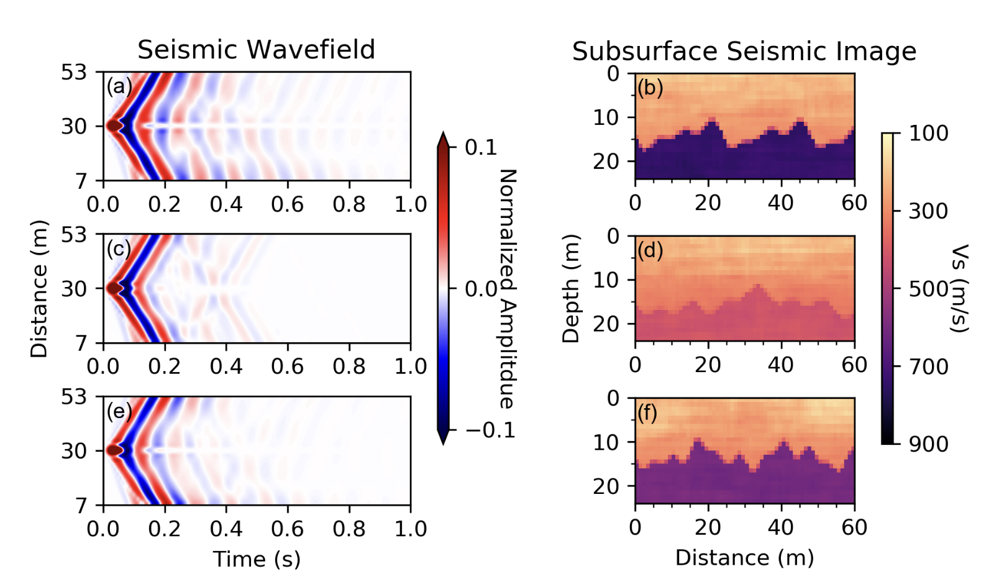 Seismic Wavefield
Subsurface Seismic Image
53
30
7
(a)
0.0 0.2 0.4 0.6 0.8 1.0
0
10
20
(b)
0 20 40 60
53
30
7
(c)
0.0 0.2 0.4 0.6 0.8 1.0
0
10
20
(d)
0 20 40 60
53
30
7
(e)
0.0 0.2 0.4 0.6 0.8 1.0
0
10
20
(f)
0 20 40 60
Distance (m)
Time (s)
0.1
0.0
−0.1
Normalized Amplitdue
Depth (m)
Distance (m)
100
300
500
700
900
Vs (m/s)